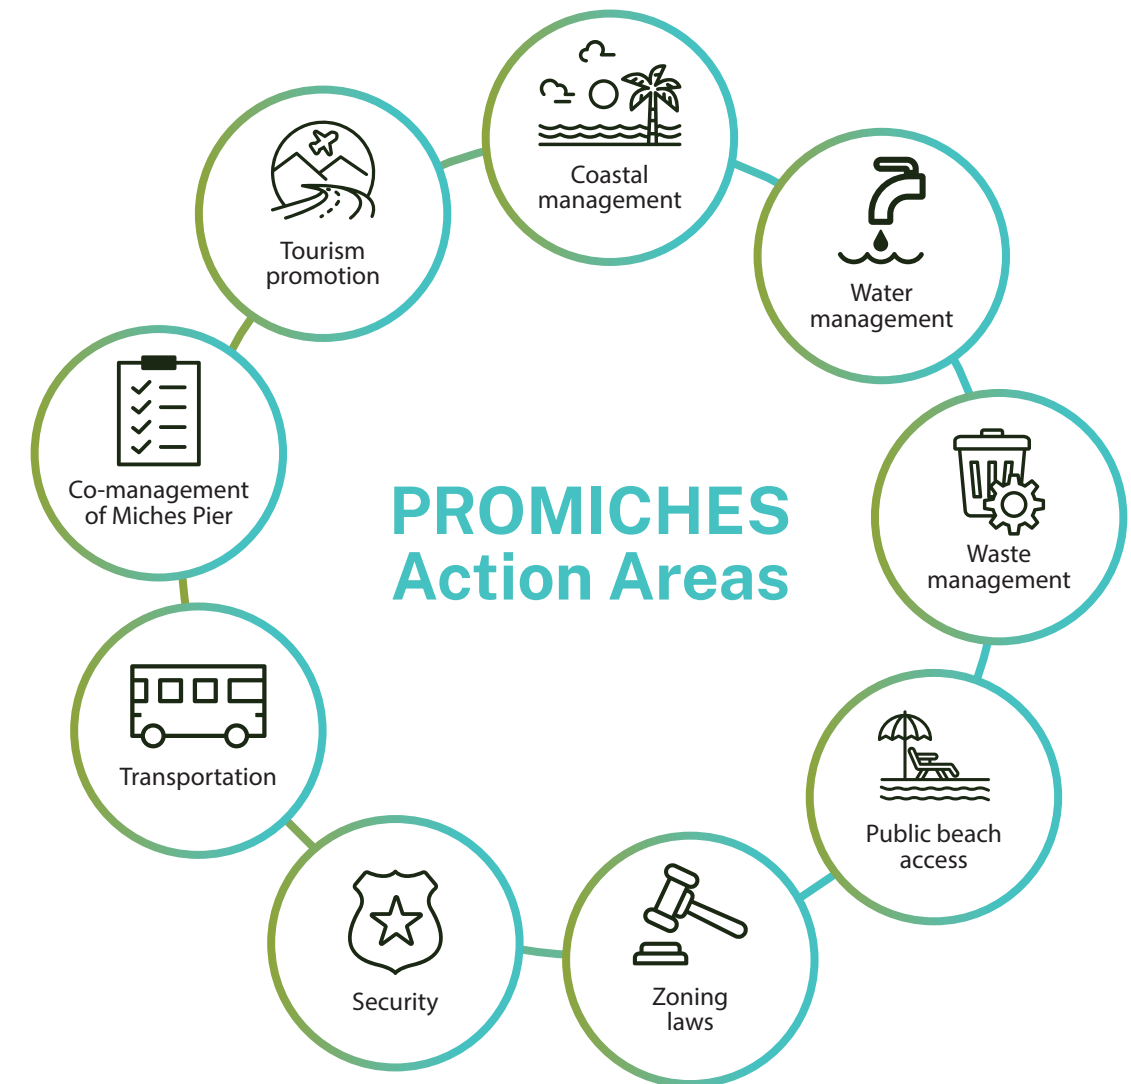 PROMICHES
Action Areas
Coastal
management
Water
management
Waste
management
Public beach
access
Zoning
laws
Security
Transportation
Co-management
of Miches Pier
Tourism
promotion